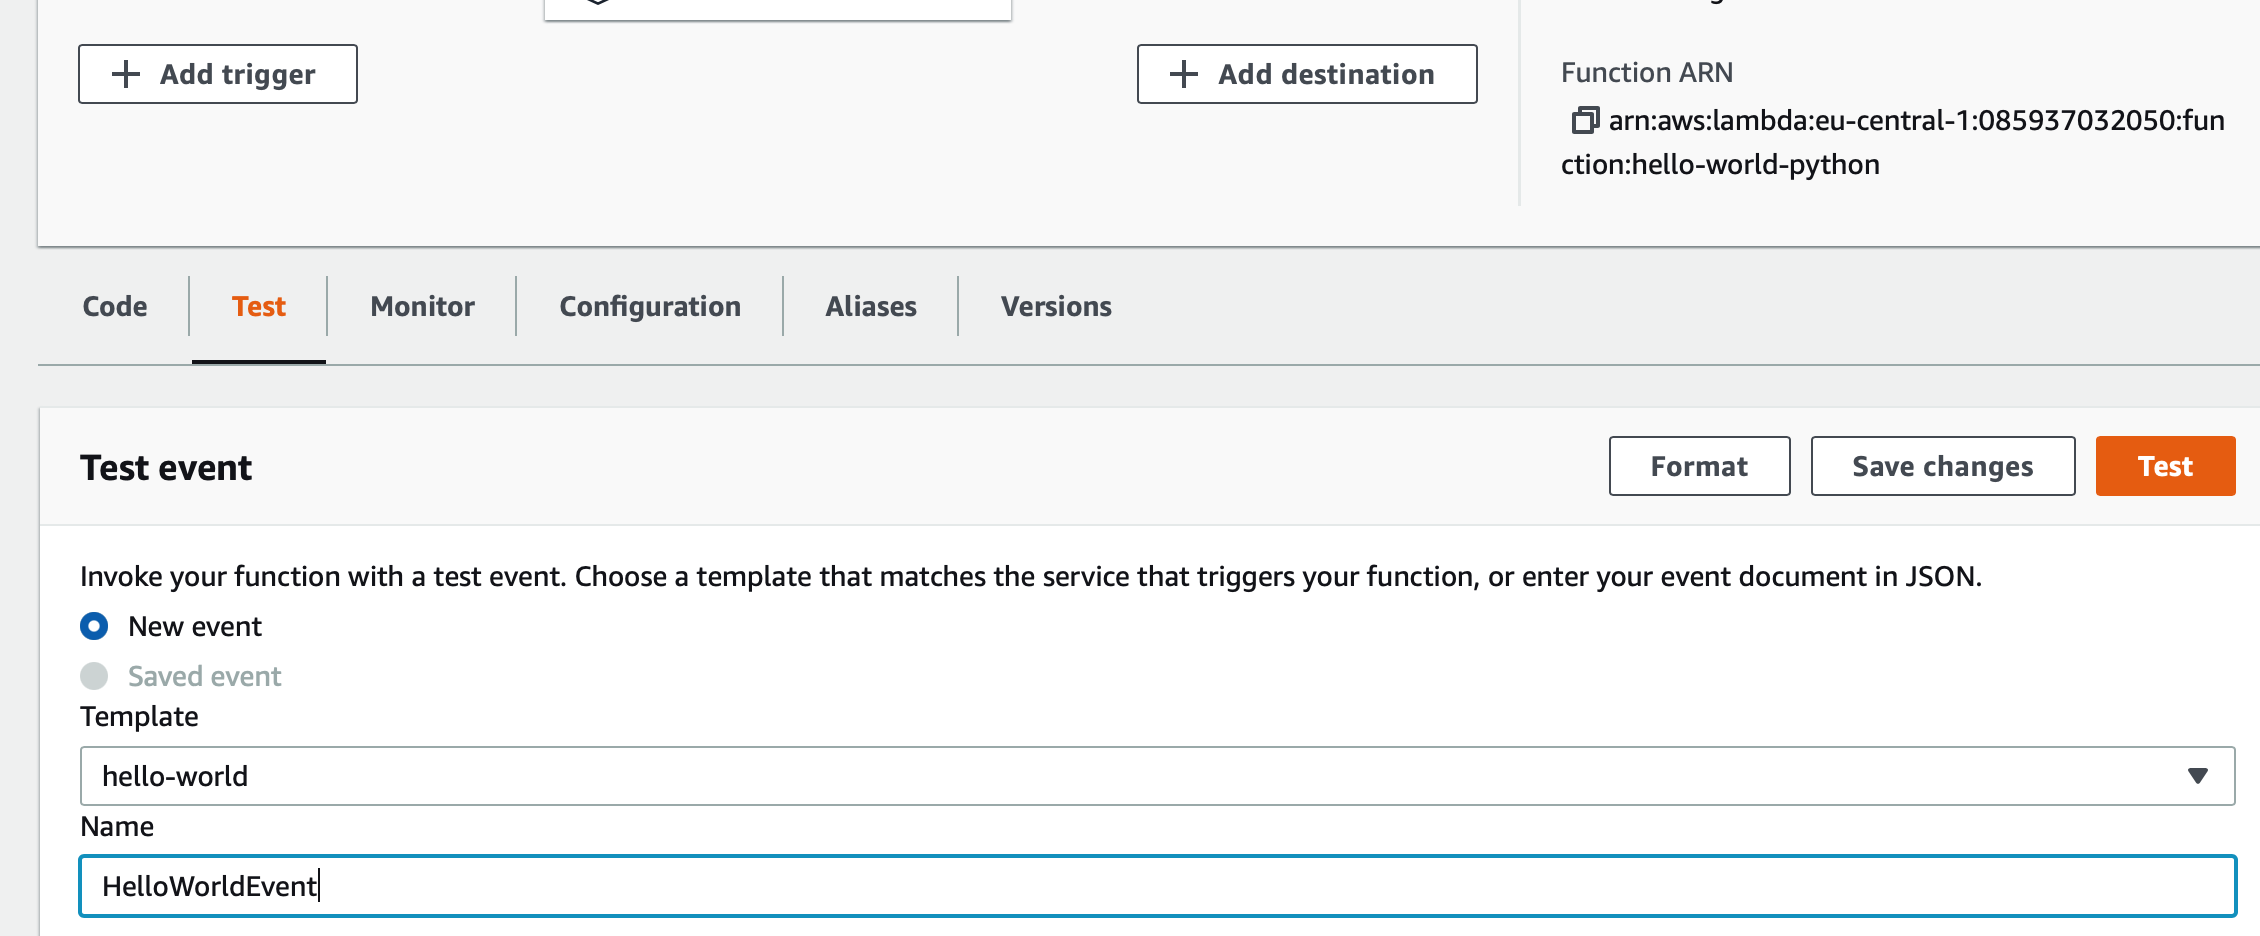 Add trigger
Add destination
Function ARN
arn:aws:lambda:eu-central-1:085937032050:fun
ction:hello-world-python
Code
Test
Monitor
Configuration
Aliases
Versions
Test event
Format
Save changes
Test
Invoke your function with a test event. Choose a template that matches the service that triggers your function, or enter your event document in JSON.
New event
Saved event
Template
hello-world
Name
HelloWorldEvent